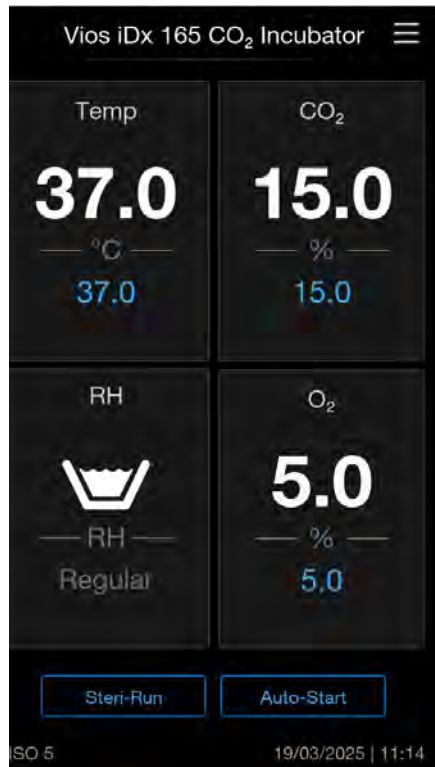 Vios iDx 165 CO₂ Incubator
Temp
37.0
°C
37.0
CO₂
15.0
%
15.0
RH
RH
Regular
O₂
5.0
%
5.0
Steri-Run
Auto-Start
ISO 5
19/03/2025 | 11:14